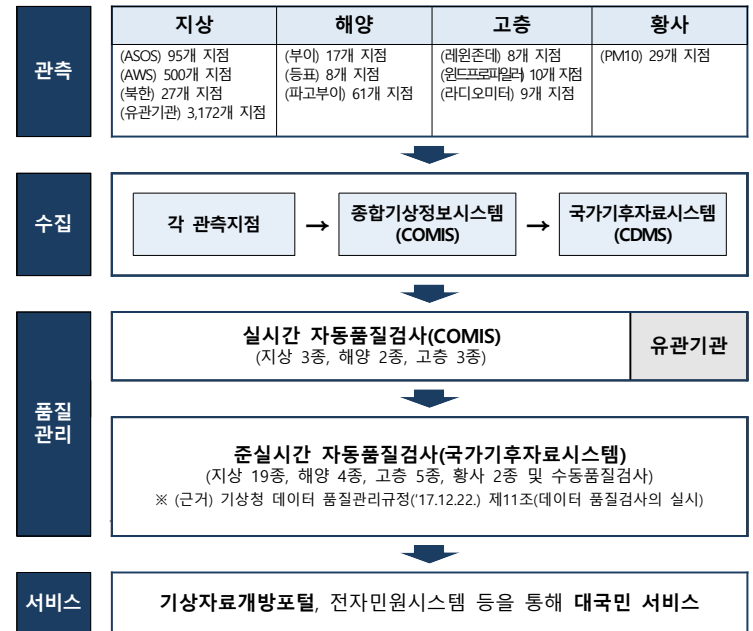 관측
지상
(ASOS) 95개 지점
(AWS) 500개 지점
(북한) 27개 지점
(유관기관) 3,172개 지점
해양
(부이) 17개 지점
(등표) 8개 지점
(파고부이) 61개 지점
고층
(레윈존데) 8개 지점
(윈드프로파일러) 10개 지점
(라디오미터) 9개 지점
황사
(PM10) 29개 지점
수집
각 관측지점
→
종합기상정보시스템
(COMIS)
→
국가기후자료시스템
(CDMS)
품질
관리
실시간 자동품질검사(COMIS)
(지상 3종, 해양 2종, 고층 3종)
유관기관
준실시간 자동품질검사(국가기후자료시스템)
(지상 19종, 해양 4종, 고층 5종, 황사 2종 및 수동품질검사)
※ (근거) 기상청 데이터 품질관리규정('17.12.22.) 제11조(데이터 품질검사의 실시)
서비스
기상자료개방포털, 전자민원시스템 등을 통해 대국민 서비스